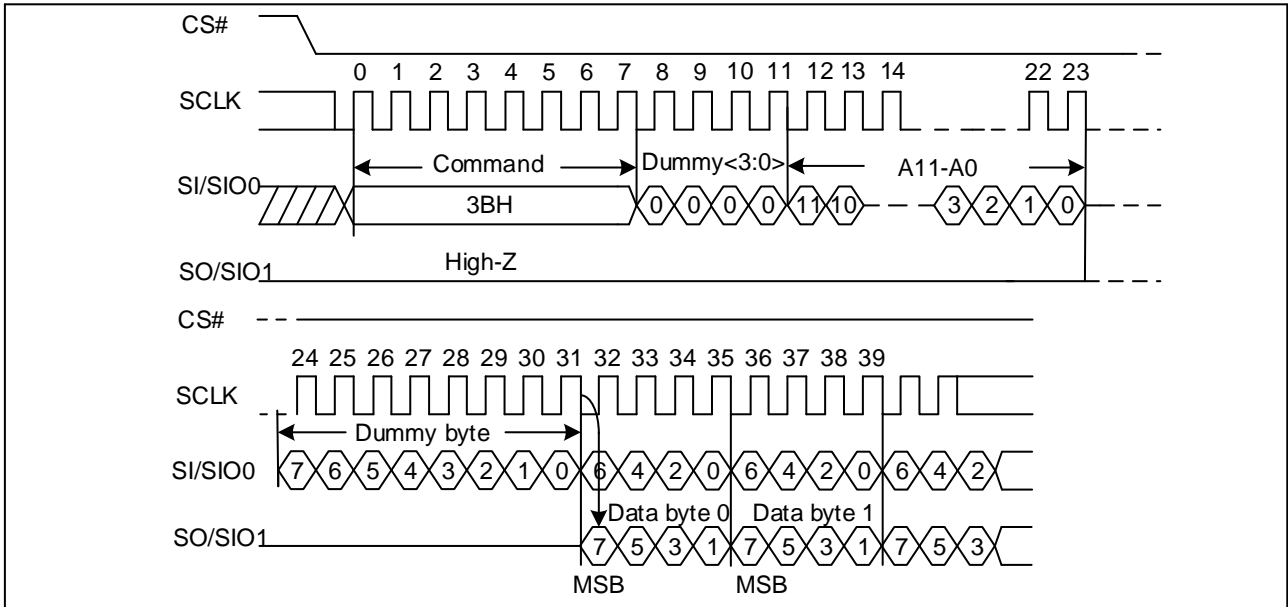 CS#
0 1 2 3 4 5 6 7 8 9 10 11 12 13 14 22 23
SCLK
Command Dummy<3:0> A11-A0
SI/SIO0 3BH 0 0 0 0 11 10 3 2 1 0
High-Z
SO/SIO1
CS#
24 25 26 27 28 29 30 31 32 33 34 35 36 37 38 39
SCLK
Dummy byte
SI/SIO0 7 6 5 4 3 2 1 0 6 4 2 0 6 4 2 0 6 4 2
Data byte 0 Data byte 1
SO/SIO1 7 5 3 1 7 5 3 1 7 5 3
MSB MSB